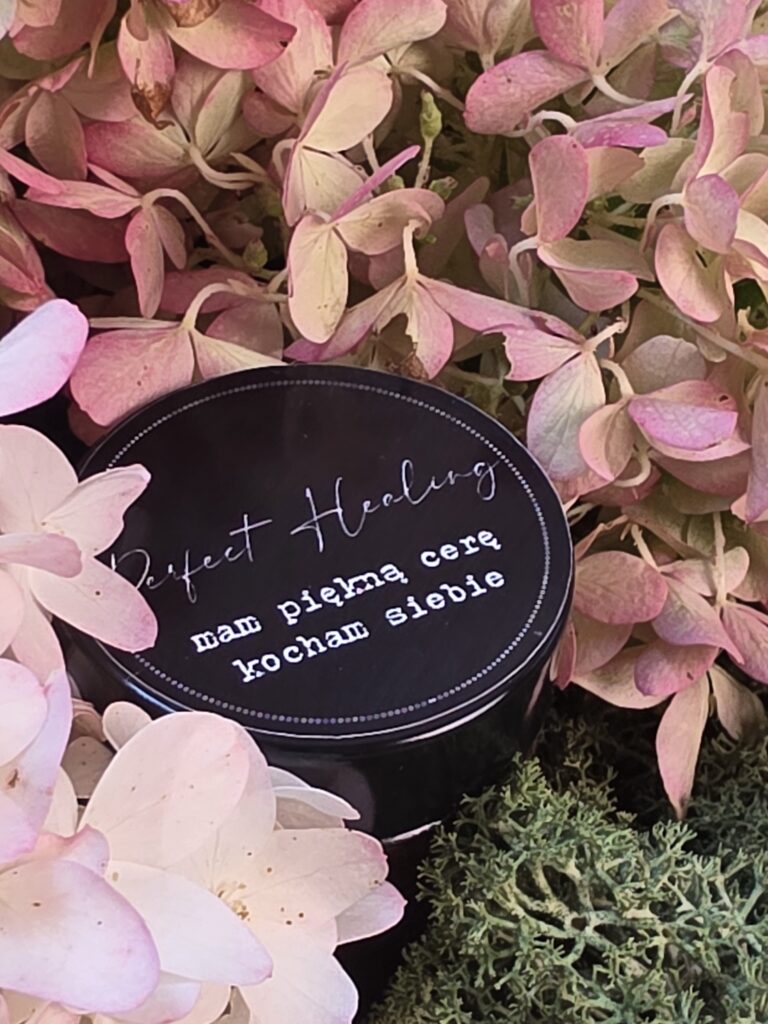 Perfect Healing
mam piękną cerę
kocham siebie